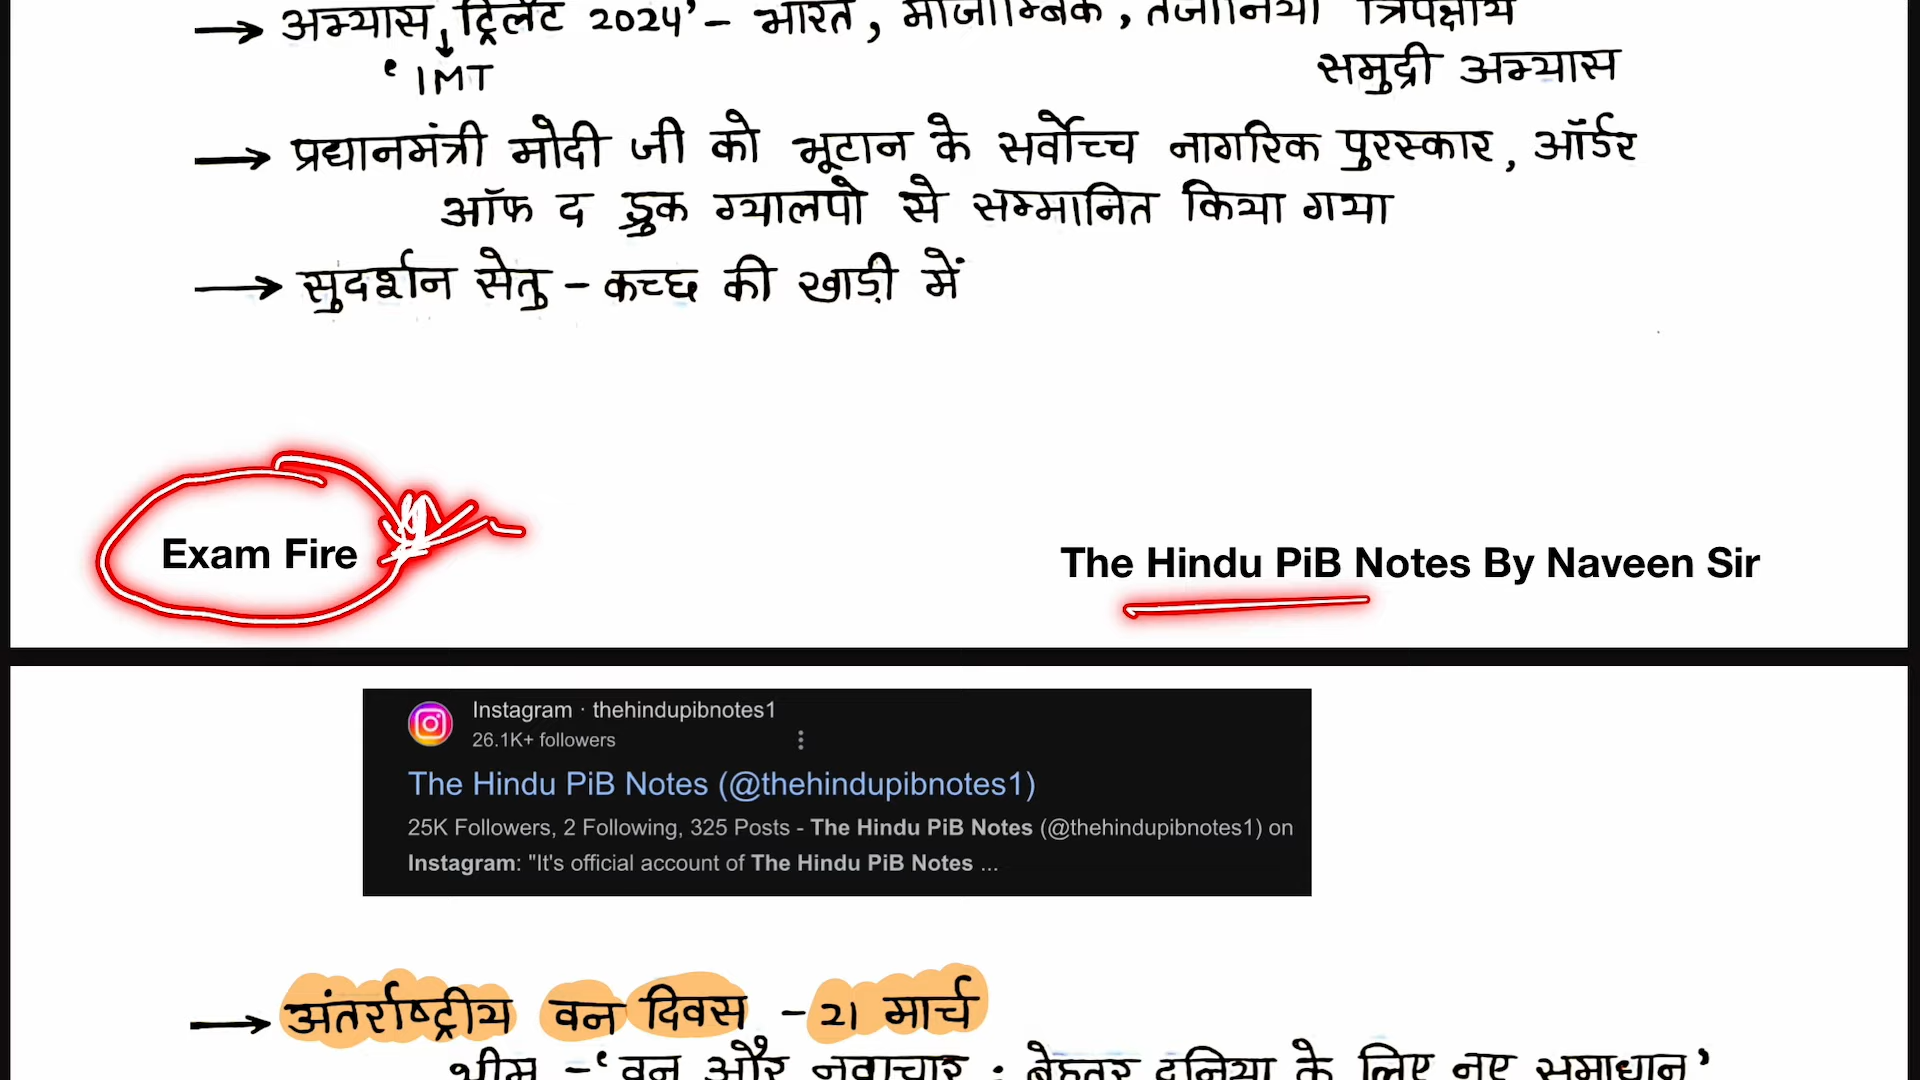 → अभ्यास 'ट्रिलेट 2024' – भारत, मोजाम्बिक, तंजानिया त्रिपक्षीय
IMT
समुद्री अभ्यास
→ प्रधानमंत्री मोदी जी को भूटान के सर्वोच्च नागरिक पुरस्कार, ऑर्डर
ऑफ द ड्रुक ग्यालपो से सम्मानित किया गया
→ सुदर्शन सेतु – कच्छ की खाड़ी में
Exam Fire
The Hindu PiB Notes By Naveen Sir
Instagram · thehindupibnotes1
26.1K+ followers
The Hindu PiB Notes (@thehindupibnotes1)
25K Followers, 2 Following, 325 Posts - The Hindu PiB Notes (@thehindupibnotes1) on
Instagram: "It's official account of The Hindu PiB Notes ...
→ अंतर्राष्ट्रीय वन दिवस – 21 मार्च
थीम – 'वन और नवाचार : बेहतर दुनिया के लिए नए समाधान'